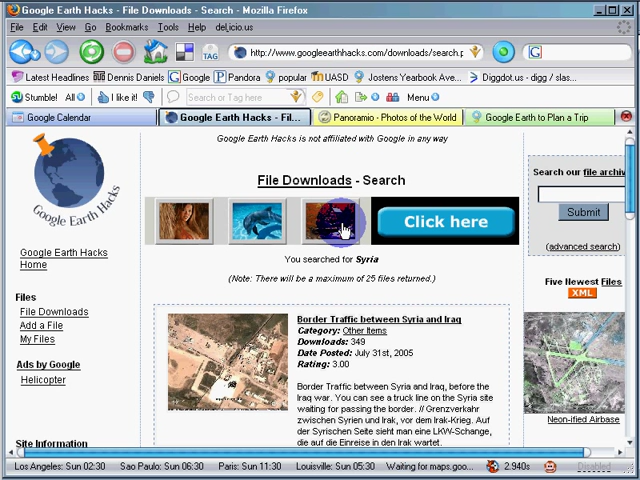 Google Earth Hacks - File Downloads - Search - Mozilla Firefox
File Edit View Go Bookmarks Tools Help del.icio.us
TAG http://www.googleearthhacks.com/downloads/search.p
Latest Headlines Dennis Daniels Google Pandora popular UASD Jostens Yearbook Ave... Diggdot.us - digg / slas...
Stumble! All I like it! Search or Tag here Menu
Google Calendar Google Earth Hacks - Fil... Panoramio - Photos of the World Google Earth to Plan a Trip
Google Earth Hacks is not affiliated with Google in any way
Google Earth Hacks
File Downloads - Search
Search our file archiv
Click here
Submit
(advanced search)
Google Earth Hacks
Home
You searched for Syria
(Note: There will be a maximum of 25 files returned.)
Five Newest Files
XML
Files
File Downloads
Add a File
My Files
Ads by Google
Helicopter
Site Information
Border Traffic between Syria and Iraq
Category: Other Items
Downloads: 349
Date Posted: July 31st, 2005
Rating: 3.00
Border Traffic between Syria and Iraq, before the
Iraq war. You can see a truck line on the Syria site
waiting for passing the border. // Grenzverkehr
zwischen Syrien und Irak, vor dem Irak-Krieg. Auf
der Syrischen Seite sieht man eine LKW-Schange,
die auf die Einreise in den Irak wartet.
Neon-ified Airbase
Los Angeles: Sun 02:30 Sao Paulo: Sun 06:30 Paris: Sun 11:30 Louisville: Sun 05:30 Waiting for maps.goo... 2.940s Disabled